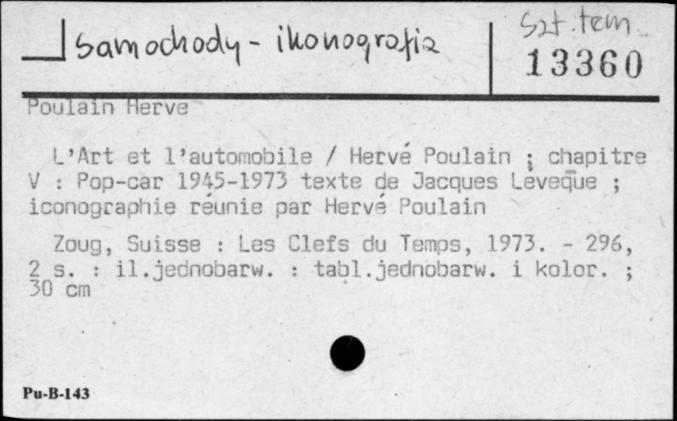 Szt. tem.
samochody - ikonografia
13360
Poulain Herve
L'Art et l'automobile / Hervé Poulain ; chapitre
V : Pop-car 1945-1973 texte de Jacques Leveque ;
iconographie réunie par Hervé Poulain
Zoug, Suisse : Les Clefs du Temps, 1973. - 296,
2 s. : il.jednobarw. : tabl.jednobarw. i kolor. ;
30 cm
Pu-B-143